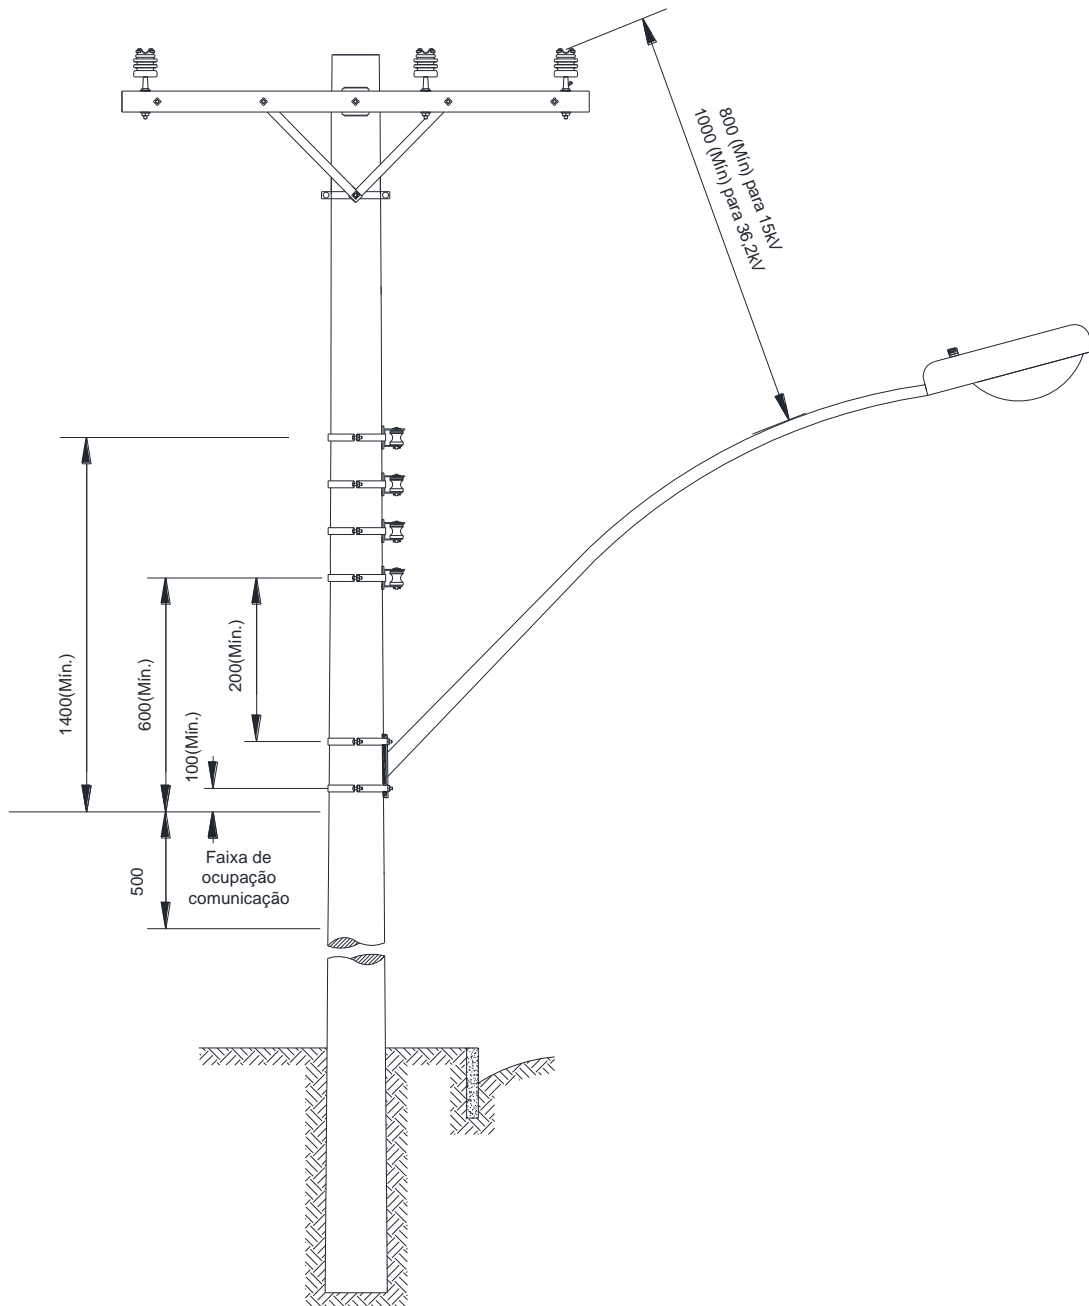 800 (Mín) para 15kV
1000 (Mín) para 36,2kV
1400(Mín.)
600(Mín.)
200(Mín.)
100(Mín.)
500
Faixa de
ocupação
comunicação